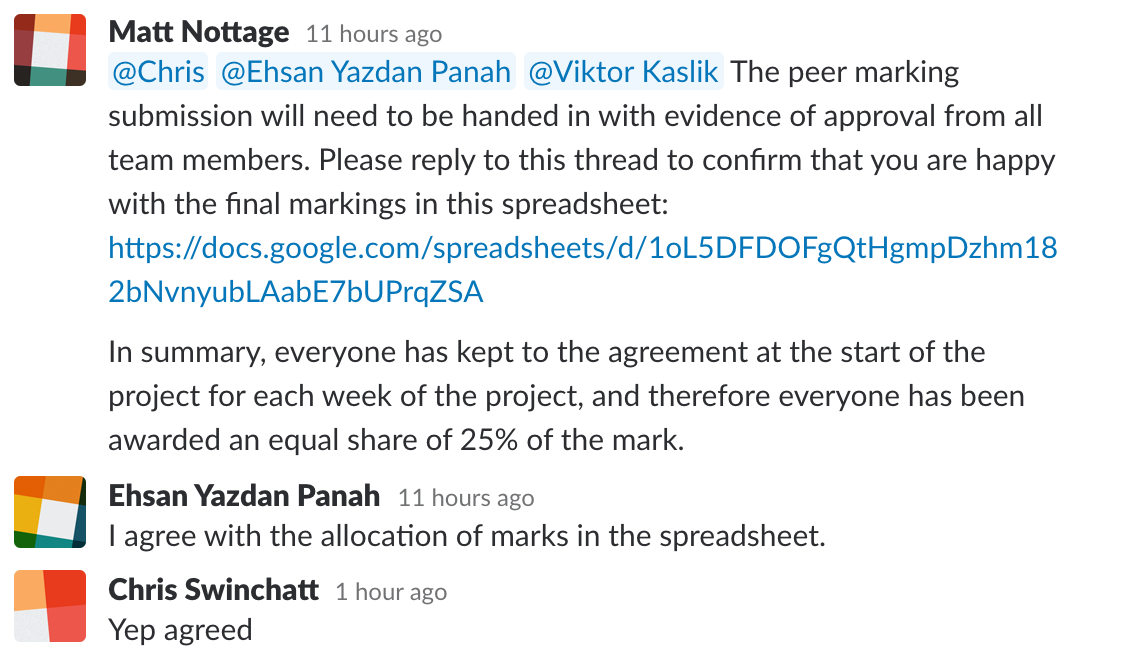 Matt Nottage 11 hours ago
@Chris @Ehsan Yazdan Panah @Viktor Kaslik The peer marking
submission will need to be handed in with evidence of approval from all
team members. Please reply to this thread to confirm that you are happy
with the final markings in this spreadsheet:
https://docs.google.com/spreadsheets/d/1oL5DFDOFgQtHgmpDzhm18
2bNvnyubLAabE7bUPrqZSA
In summary, everyone has kept to the agreement at the start of the
project for each week of the project, and therefore everyone has been
awarded an equal share of 25% of the mark.
Ehsan Yazdan Panah 11 hours ago
I agree with the allocation of marks in the spreadsheet.
Chris Swinchatt 1 hour ago
Yep agreed